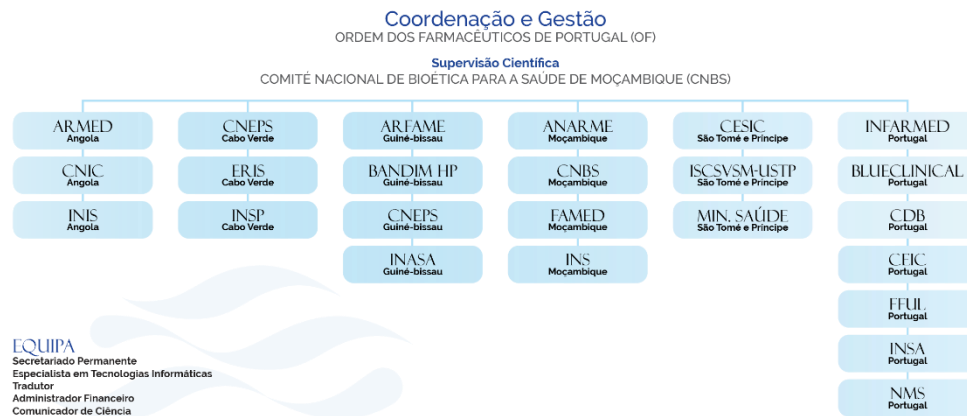 Coordenação e Gestão
ORDEM DOS FARMACÊUTICOS DE PORTUGAL (OF)
Supervisão Científica
COMITÉ NACIONAL DE BIOÉTICA PARA A SAÚDE DE MOÇAMBIQUE (CNBS)
ARMED
Angola
CNIC
Angola
INIS
Angola
CNEPS
Cabo Verde
ERIS
Cabo Verde
INSP
Cabo Verde
ARFAME
Guiné-bissau
BANDIM HP
Guiné-bissau
CNEPS
Guiné-bissau
INASA
Guiné-bissau
ANARME
Moçambique
CNBS
Moçambique
FAMED
Moçambique
INS
Moçambique
CESIC
São Tomé e Príncipe
ISCSVSM-USTP
São Tomé e Príncipe
MIN. SAÚDE
São Tomé e Príncipe
INFARMED
Portugal
BLUECLINICAL
Portugal
CDB
Portugal
CEIC
Portugal
FFUL
Portugal
INSA
Portugal
NMS
Portugal
EQUIPA
Secretariado Permanente
Especialista em Tecnologias Informáticas
Tradutor
Administrador Financeiro
Comunicador de Ciência